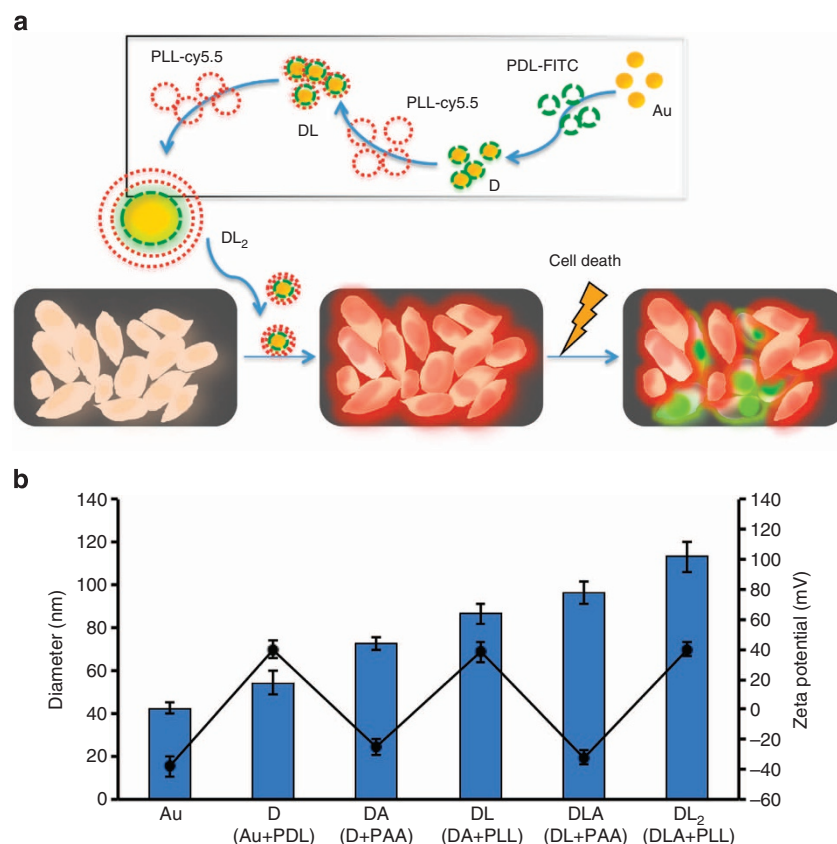 a
PLL-cy5.5
DL
PLL-cy5.5
PDL-FITC
Au
D
DL₂
Cell death
b
Diameter (nm)
140
120
100
80
60
40
20
0
Zeta potential (mV)
140
120
100
80
60
40
20
0
–20
–40
–60
Au
D
(Au+PDL)
DA
(D+PAA)
DL
(DA+PLL)
DLA
(DL+PAA)
DL₂
(DLA+PLL)